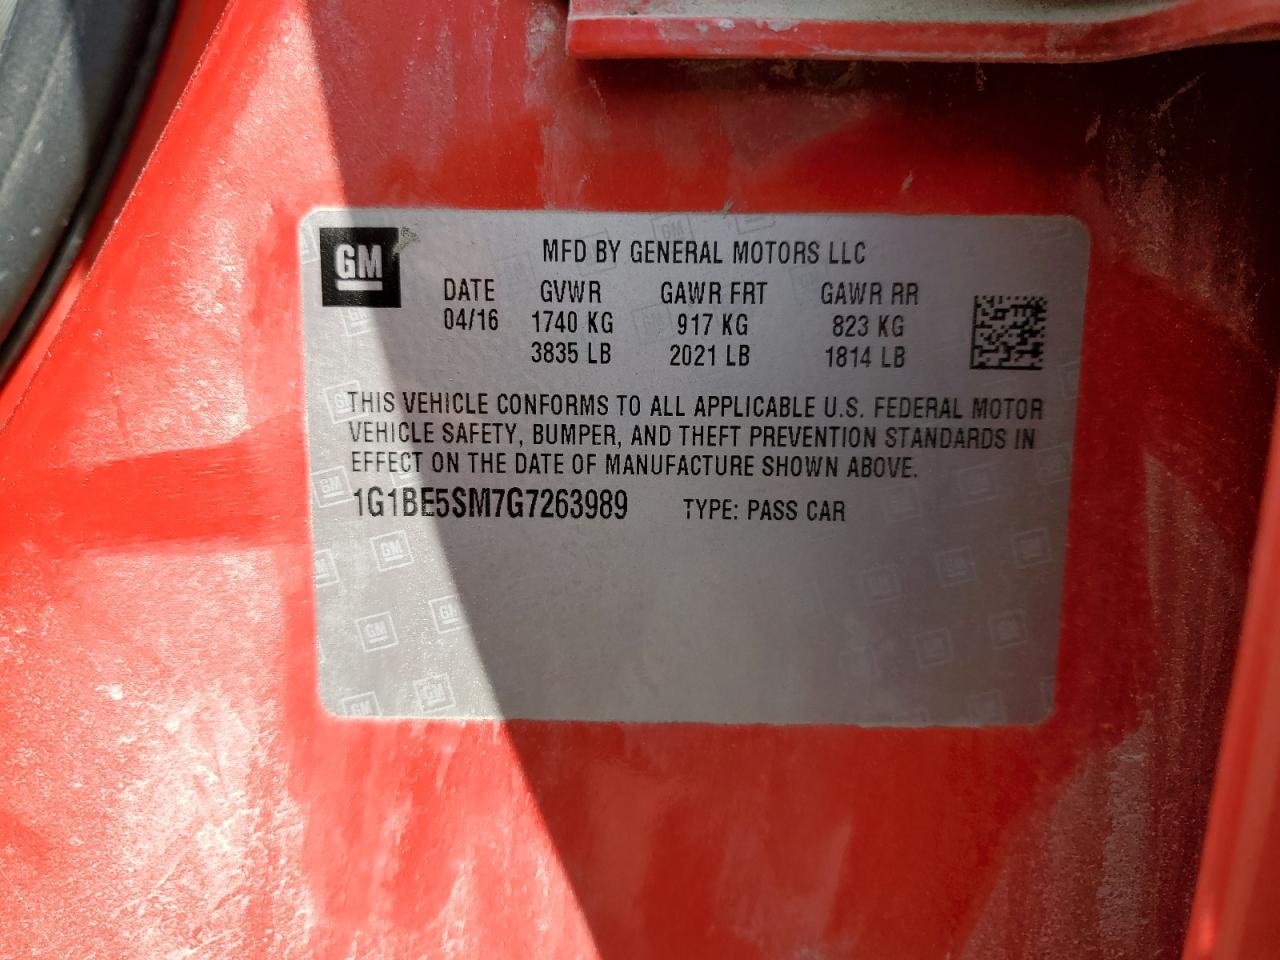 GM
MFD BY GENERAL MOTORS LLC
DATE GVWR GAWR FRT GAWR RR
04/16 1740 KG 917 KG 823 KG
3835 LB 2021 LB 1814 LB
THIS VEHICLE CONFORMS TO ALL APPLICABLE U.S. FEDERAL MOTOR
VEHICLE SAFETY, BUMPER, AND THEFT PREVENTION STANDARDS IN
EFFECT ON THE DATE OF MANUFACTURE SHOWN ABOVE.
1G1BE5SM7G7263989 TYPE: PASS CAR